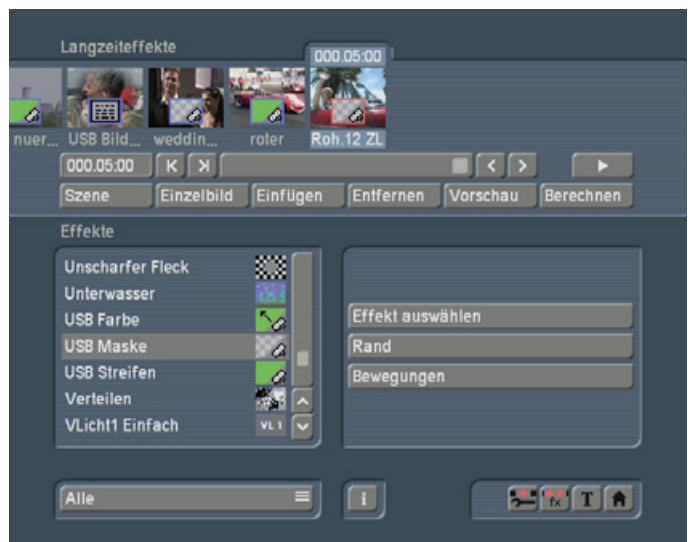 Langzeiteffekte
000.05:00
nuer... USB Bild... weddin... roter Roh.12 ZL
000.05:00
Szene Einzelbild Einfügen Entfernen Vorschau Berechnen
Effekte
Unscharfer Fleck
Unterwasser
USB Farbe
USB Maske
USB Streifen
Verteilen
VLicht1 Einfach VL 1
Effekt auswählen
Rand
Bewegungen
Alle i fx T